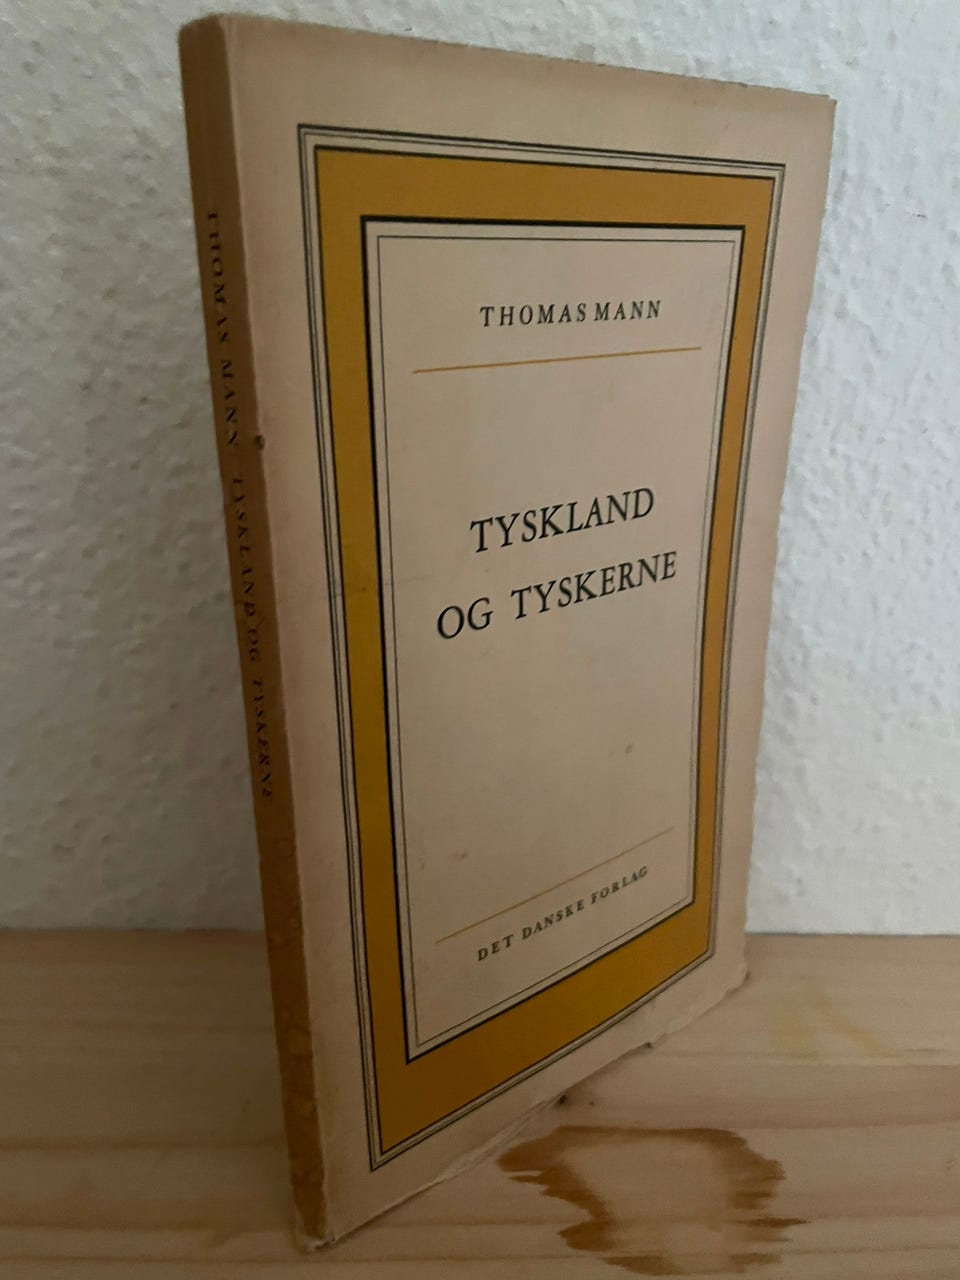 THOMAS MANN TYSKLAND OG TYSKERNE
THOMAS MANN
TYSKLAND
OG TYSKERNE
DET DANSKE FORLAG